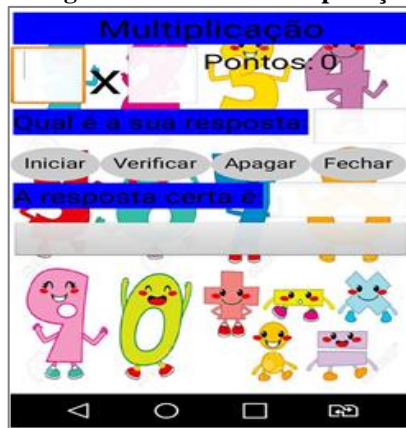 Multiplicação
x Pontos: 0
Qual é a sua resposta:
Iniciar Verificar Apagar Fechar
A resposta certa é: